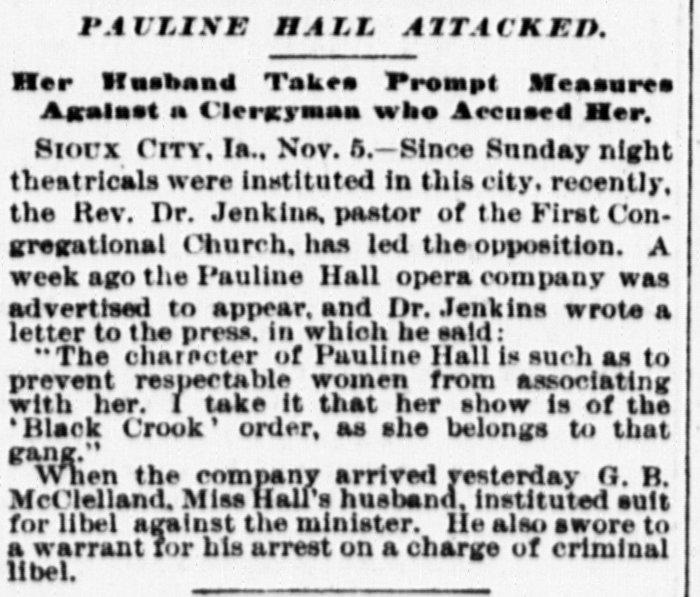 PAULINE HALL ATTACKED.
Her Husband Takes Prompt Measures
Against a Clergyman who Accused Her.
SIOUX CITY, Ia., Nov. 5.—Since Sunday night
theatricals were instituted in this city, recently,
the Rev. Dr. Jenkins, pastor of the First Con-
gregational Church, has led the opposition. A
week ago the Pauline Hall opera company was
advertised to appear, and Dr. Jenkins wrote a
letter to the press, in which he said:
"The character of Pauline Hall is such as to
prevent respectable women from associating
with her. I take it that her show is of the
'Black Crook' order, as she belongs to that
gang."
When the company arrived yesterday G. B.
McClelland, Miss Hall's husband, instituted suit
for libel against the minister. He also swore to
a warrant for his arrest on a charge of criminal
libel.